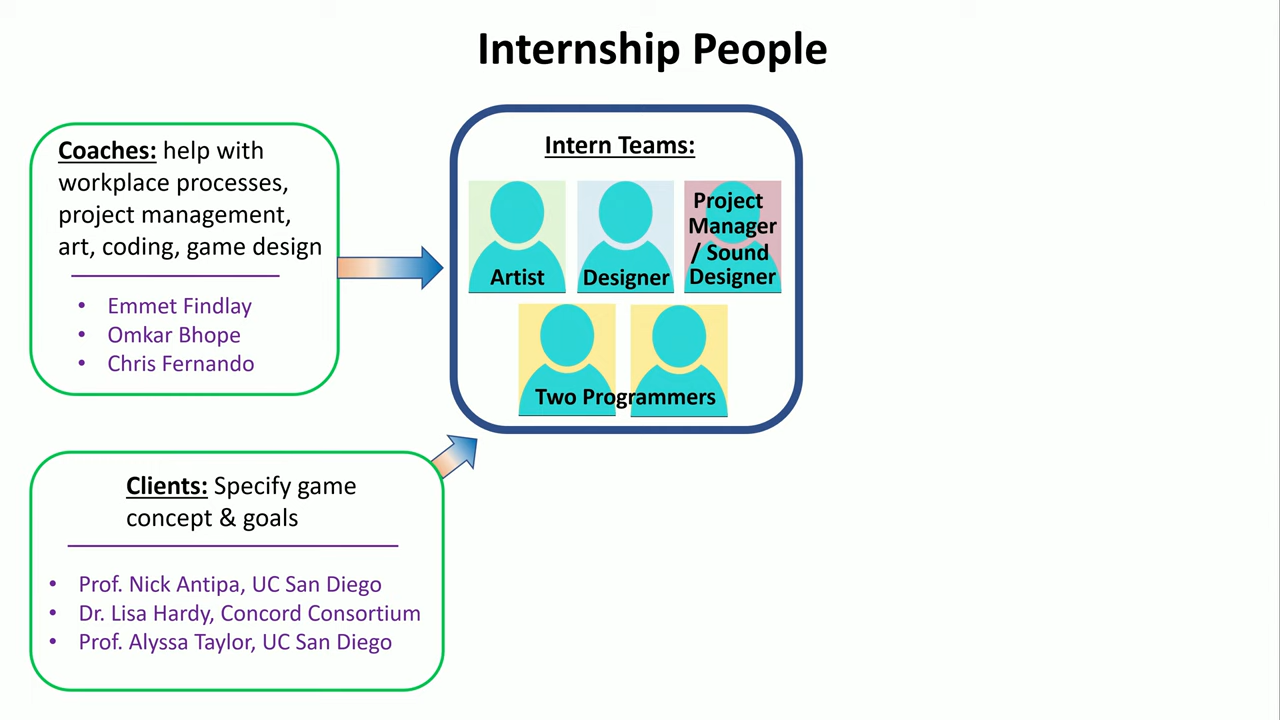 Internship People
Coaches: help with
workplace processes,
project management,
art, coding, game design
• Emmet Findlay
• Omkar Bhope
• Chris Fernando
Intern Teams:
Artist
Designer
Project
Manager
/ Sound
Designer
Two Programmers
Clients: Specify game
concept & goals
• Prof. Nick Antipa, UC San Diego
• Dr. Lisa Hardy, Concord Consortium
• Prof. Alyssa Taylor, UC San Diego